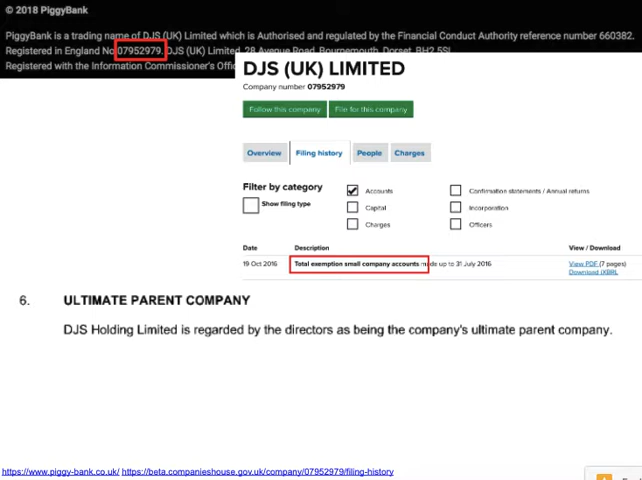 © 2018 PiggyBank
PiggyBank is a trading name of DJS (UK) Limited which is Authorised and regulated by the Financial Conduct Authority reference number 660382.
Registered in England No 07952979. DJS (UK) Limited, 28 Avenue Road, Bournemouth, Dorset, BH2 5SL
Registered with the Information Commissioner's Offi
DJS (UK) LIMITED
Company number 07952979
Follow this company File for this company
Overview Filing history People Charges
Filter by category
Show filing type
Accounts Confirmation statements / Annual returns
Capital Incorporation
Charges Officers
Date Description View / Download
19 Oct 2016 Total exemption small company accounts made up to 31 July 2016 View PDF (7 pages)
Download iXBRL
6. ULTIMATE PARENT COMPANY
DJS Holding Limited is regarded by the directors as being the company's ultimate parent company.
https://www.piggy-bank.co.uk/ https://beta.companieshouse.gov.uk/company/07952979/filing-history